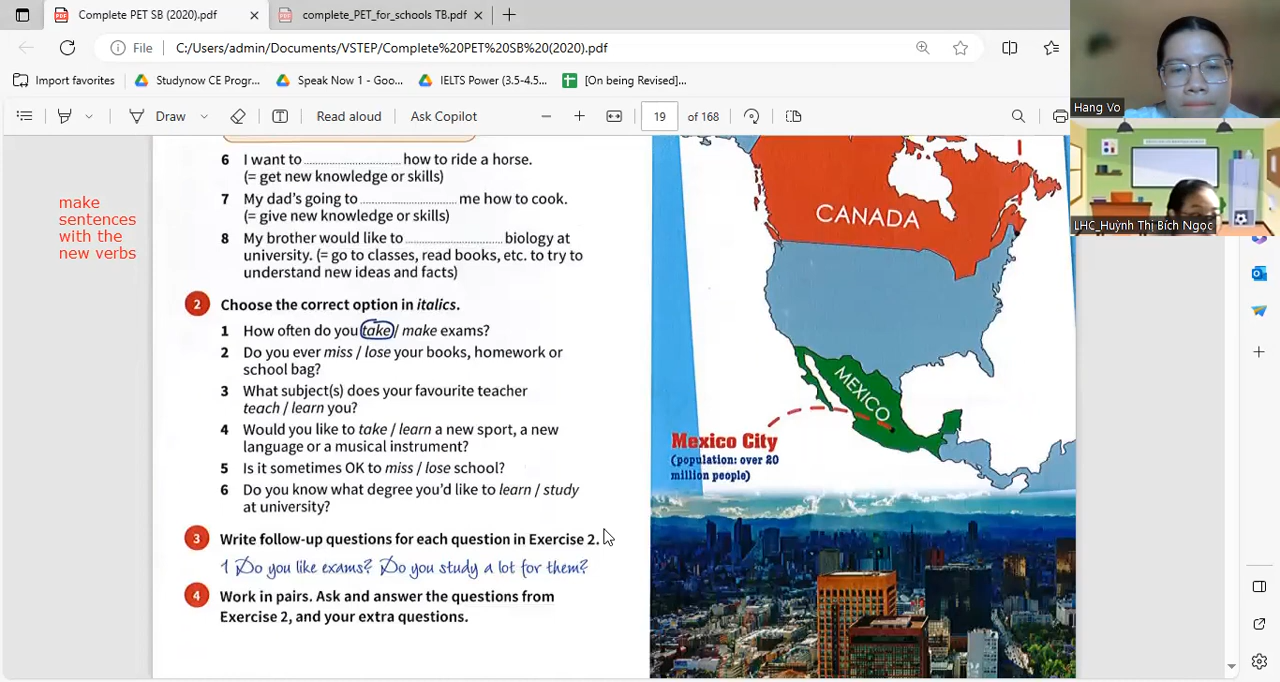 Complete PET SB (2020).pdf
complete_PET_for_schools TB.pdf
File
C:/Users/admin/Documents/VSTEP/Complete%20PET%20SB%20(2020).pdf
Import favorites
Studynow CE Progr...
Speak Now 1 - Goo...
IELTS Power (3.5-4.5...
[On being Revised]...
Draw
Read aloud
Ask Copilot
19
of 168
Hang Vo
LHC_Huỳnh Thị Bích Ngọc
make
sentences
with the
new verbs
6 I want to ........................ how to ride a horse.
(= get new knowledge or skills)
7 My dad's going to ........................ me how to cook.
(= give new knowledge or skills)
8 My brother would like to ........................ biology at
university. (= go to classes, read books, etc. to try to
understand new ideas and facts)
2 Choose the correct option in italics.
1 How often do you take / make exams?
2 Do you ever miss / lose your books, homework or
school bag?
3 What subject(s) does your favourite teacher
teach / learn you?
4 Would you like to take / learn a new sport, a new
language or a musical instrument?
5 Is it sometimes OK to miss / lose school?
6 Do you know what degree you'd like to learn / study
at university?
3 Write follow-up questions for each question in Exercise 2.
1 Do you like exams? Do you study a lot for them?
4 Work in pairs. Ask and answer the questions from
Exercise 2, and your extra questions.
CANADA
MEXICO
Mexico City
(population: over 20
million people)